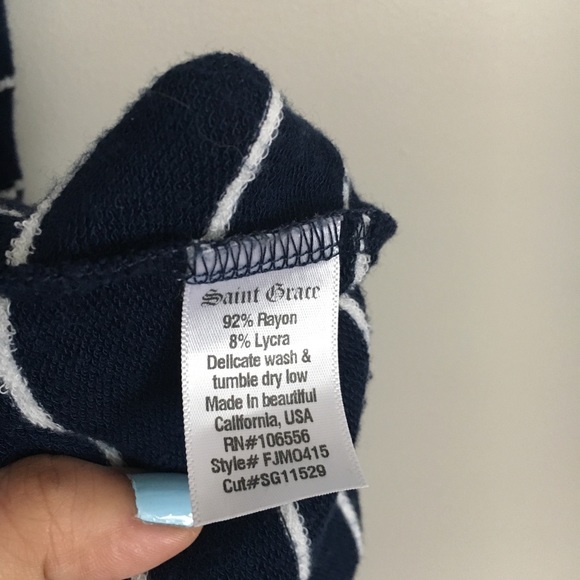 Saint Grace
92% Rayon
8% Lycra
Delicate wash &
tumble dry low
Made in beautiful
California, USA
RN#106556
Style# FJMO415
Cut#SG11529